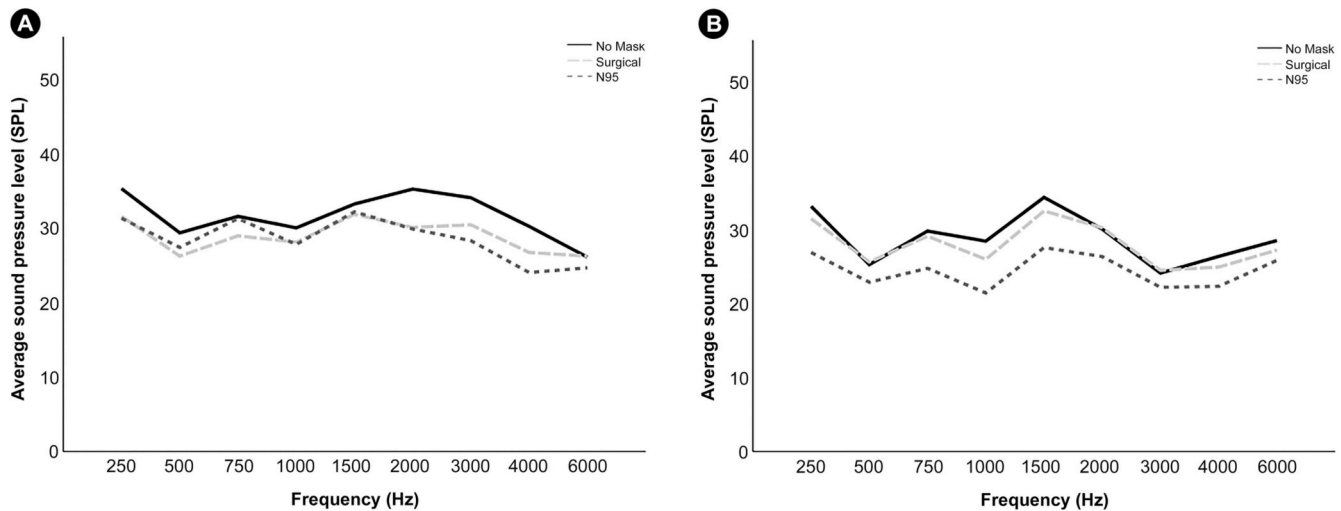 A
Average sound pressure level (SPL)
50
40
30
20
10
0
250 500 750 1000 1500 2000 3000 4000 6000
Frequency (Hz)
No Mask
Surgical
N95
B
Average sound pressure level (SPL)
50
40
30
20
10
0
250 500 750 1000 1500 2000 3000 4000 6000
Frequency (Hz)
No Mask
Surgical
N95